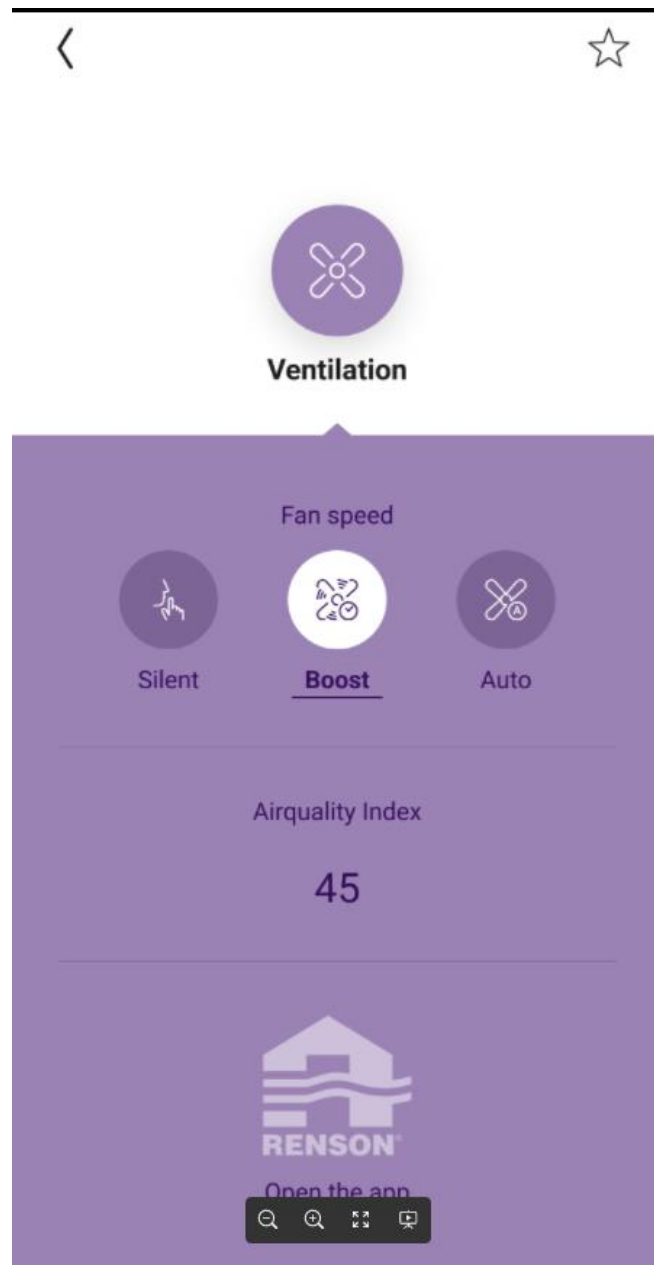 Ventilation
Fan speed
Silent Boost Auto
Airquality Index
45
RENSON
Open the app